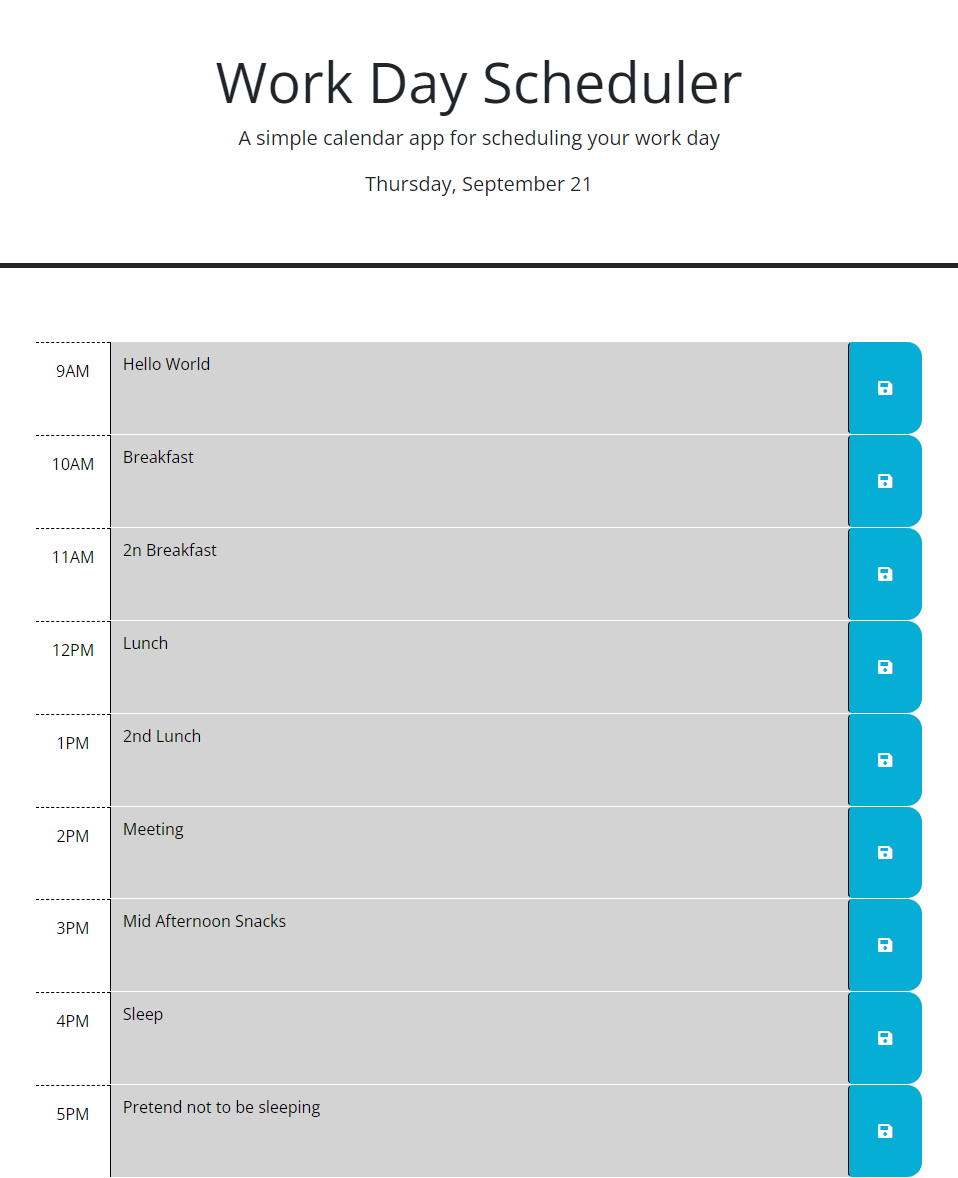 Work Day Scheduler
A simple calendar app for scheduling your work day
Thursday, September 21
9AM Hello World
10AM Breakfast
11AM 2n Breakfast
12PM Lunch
1PM 2nd Lunch
2PM Meeting
3PM Mid Afternoon Snacks
4PM Sleep
5PM Pretend not to be sleeping